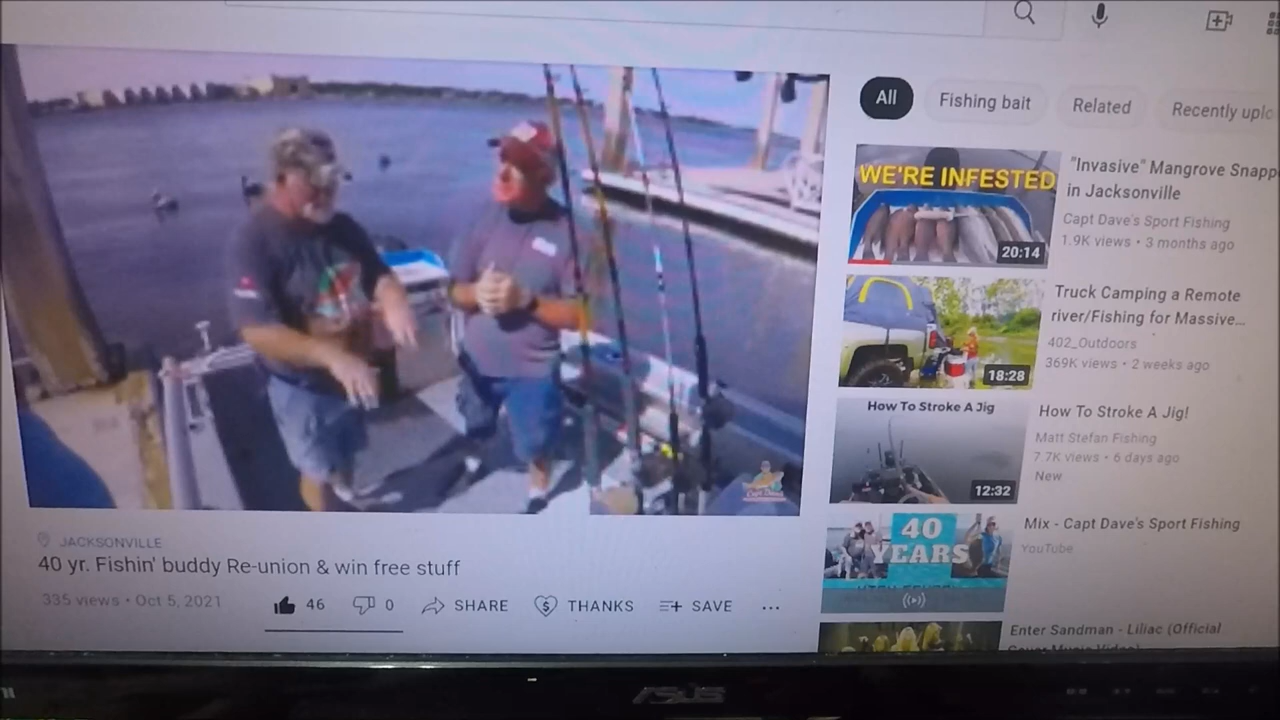 All
Fishing bait
Related
Recently uplo
WE'RE INFESTED
20:14
"Invasive" Mangrove Snapp
in Jacksonville
Capt Dave's Sport Fishing
1.9K views • 3 months ago
18:28
Truck Camping a Remote
river/Fishing for Massive...
402_Outdoors
369K views • 2 weeks ago
How To Stroke A Jig
12:32
How To Stroke A Jig!
Matt Stefan Fishing
7.7K views • 6 days ago
New
40
YEARS
Mix - Capt Dave's Sport Fishing
YouTube
Enter Sandman - Liliac (Official
Capt Dave's
JACKSONVILLE
40 yr. Fishin' buddy Re-union & win free stuff
335 views • Oct 5, 2021
46
0
SHARE
THANKS
SAVE
...
ASUS